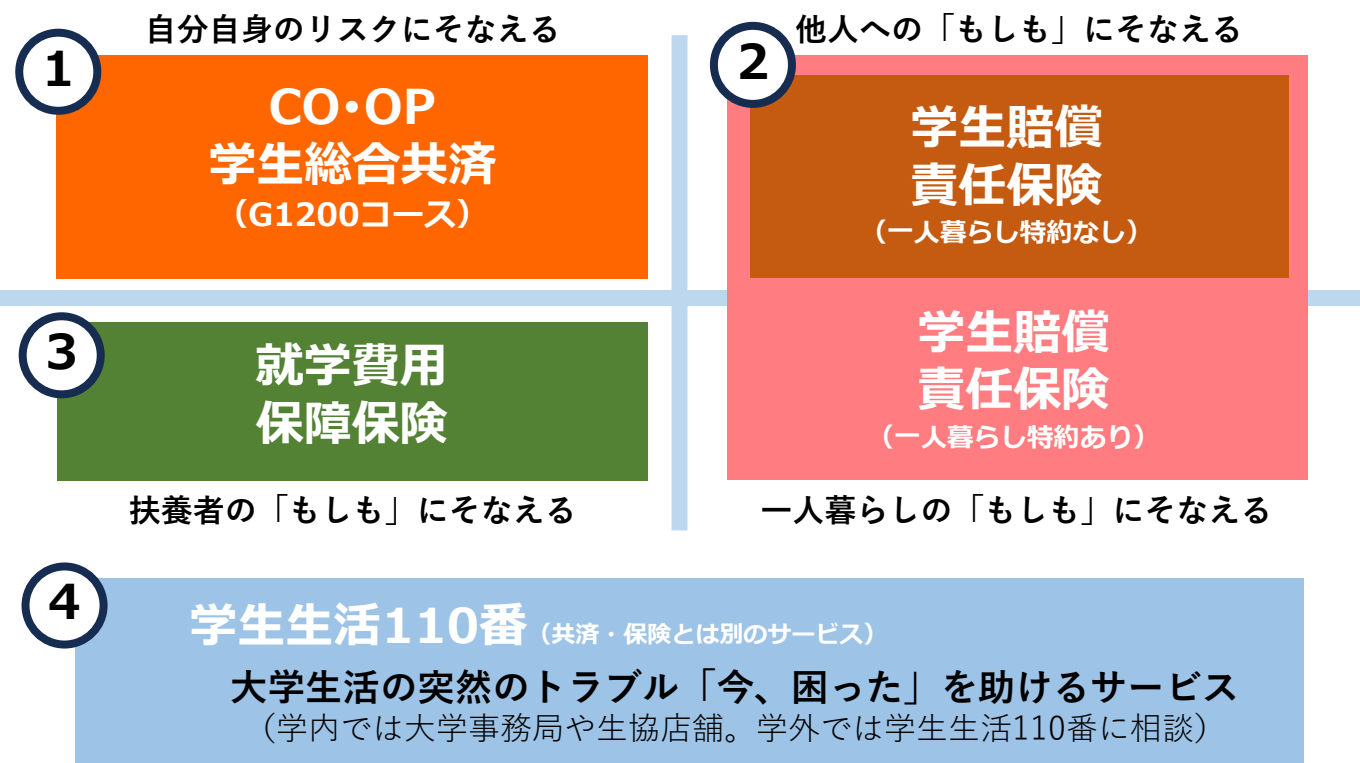 自分自身のリスクにそなえる
1
CO・OP
学生総合共済
（G1200コース）
他人への「もしも」にそなえる
2
学生賠償
責任保険
（一人暮らし特約なし）
学生賠償
責任保険
（一人暮らし特約あり）
一人暮らしの「もしも」にそなえる
3
就学費用
保障保険
扶養者の「もしも」にそなえる
4
学生生活110番（共済・保険とは別のサービス）
大学生活の突然のトラブル「今、困った」を助けるサービス
（学内では大学事務局や生協店舗。学外では学生生活110番に相談）